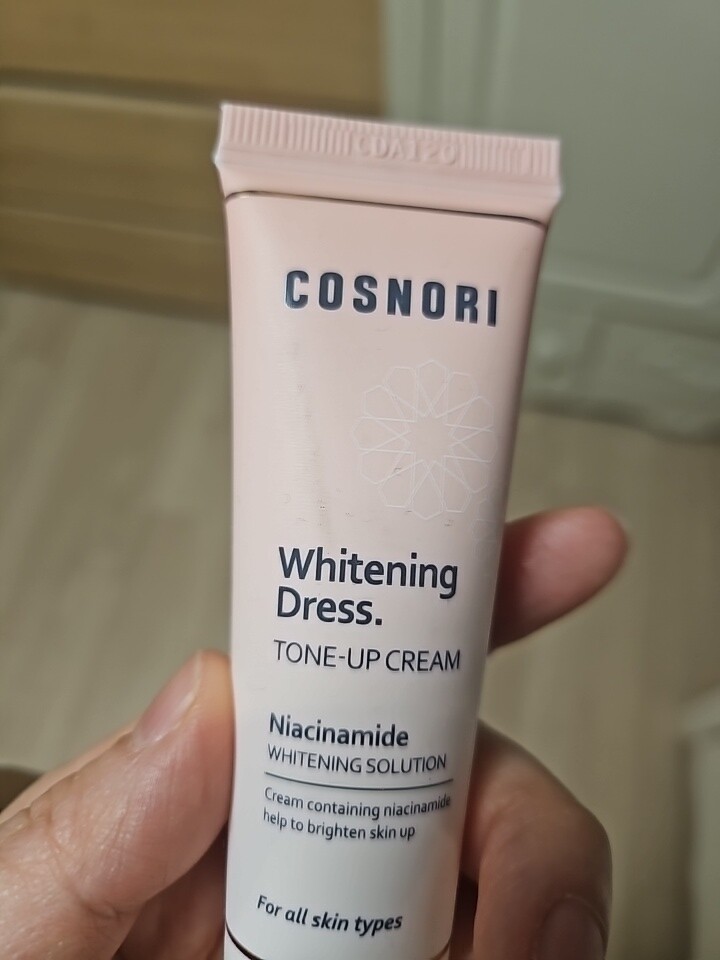 COSNORI
Whitening
Dress.
TONE-UP CREAM
Niacinamide
WHITENING SOLUTION
Cream containing niacinamide
help to brighten skin up
For all skin types